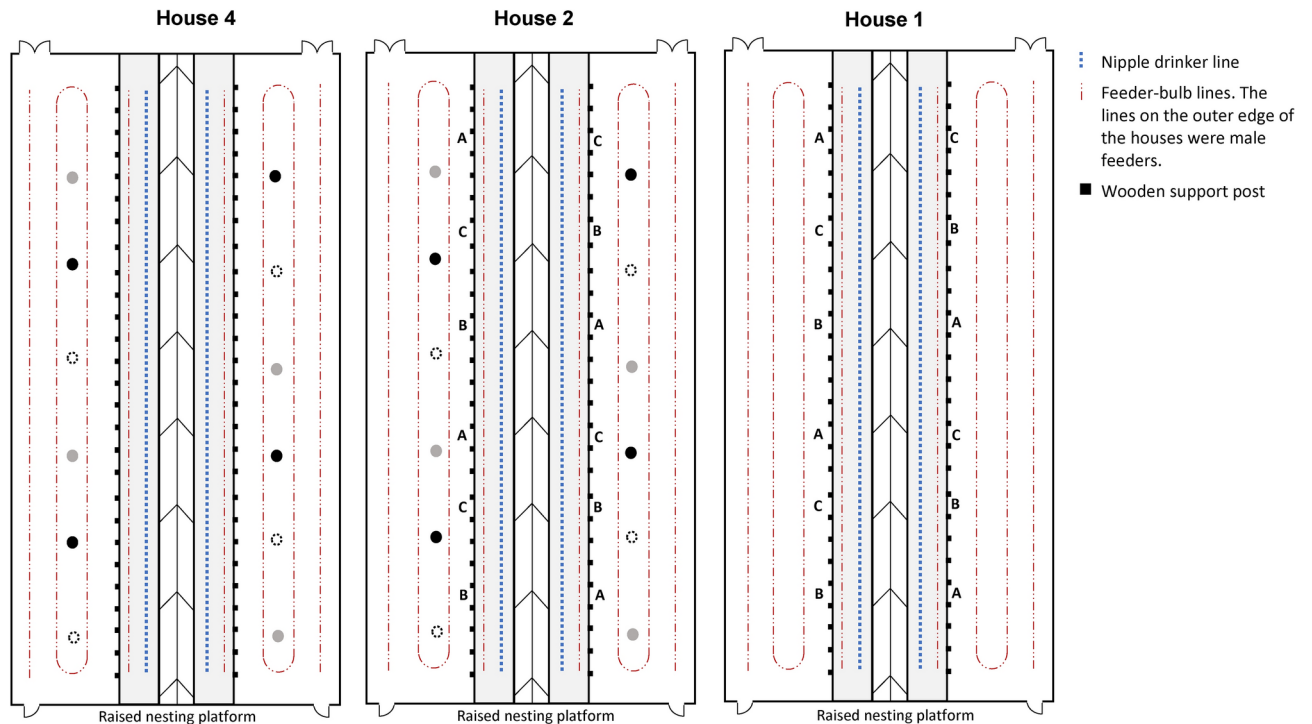 House 4
House 2
House 1
Nipple drinker line
Feeder-bulb lines. The
lines on the outer edge of
the houses were male
feeders.
Wooden support post
A
C
A
C
C
B
C
B
B
A
B
A
A
C
A
C
C
B
C
B
B
A
B
A
Raised nesting platform
Raised nesting platform
Raised nesting platform